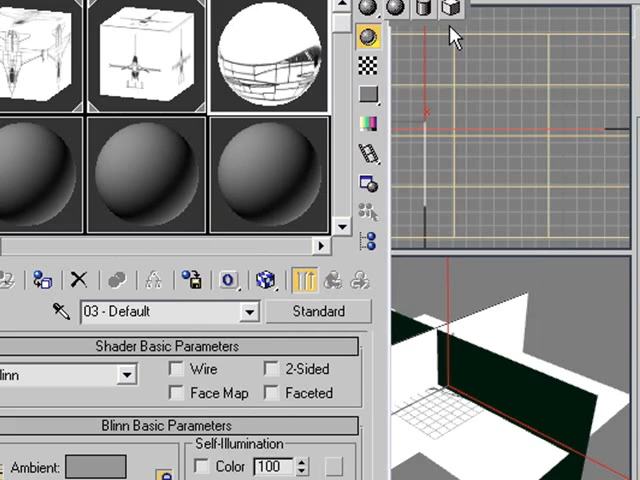 03 - Default
Standard
Shader Basic Parameters
linn
Wire
2-Sided
Face Map
Faceted
Blinn Basic Parameters
Self-Illumination
Ambient:
Color
100